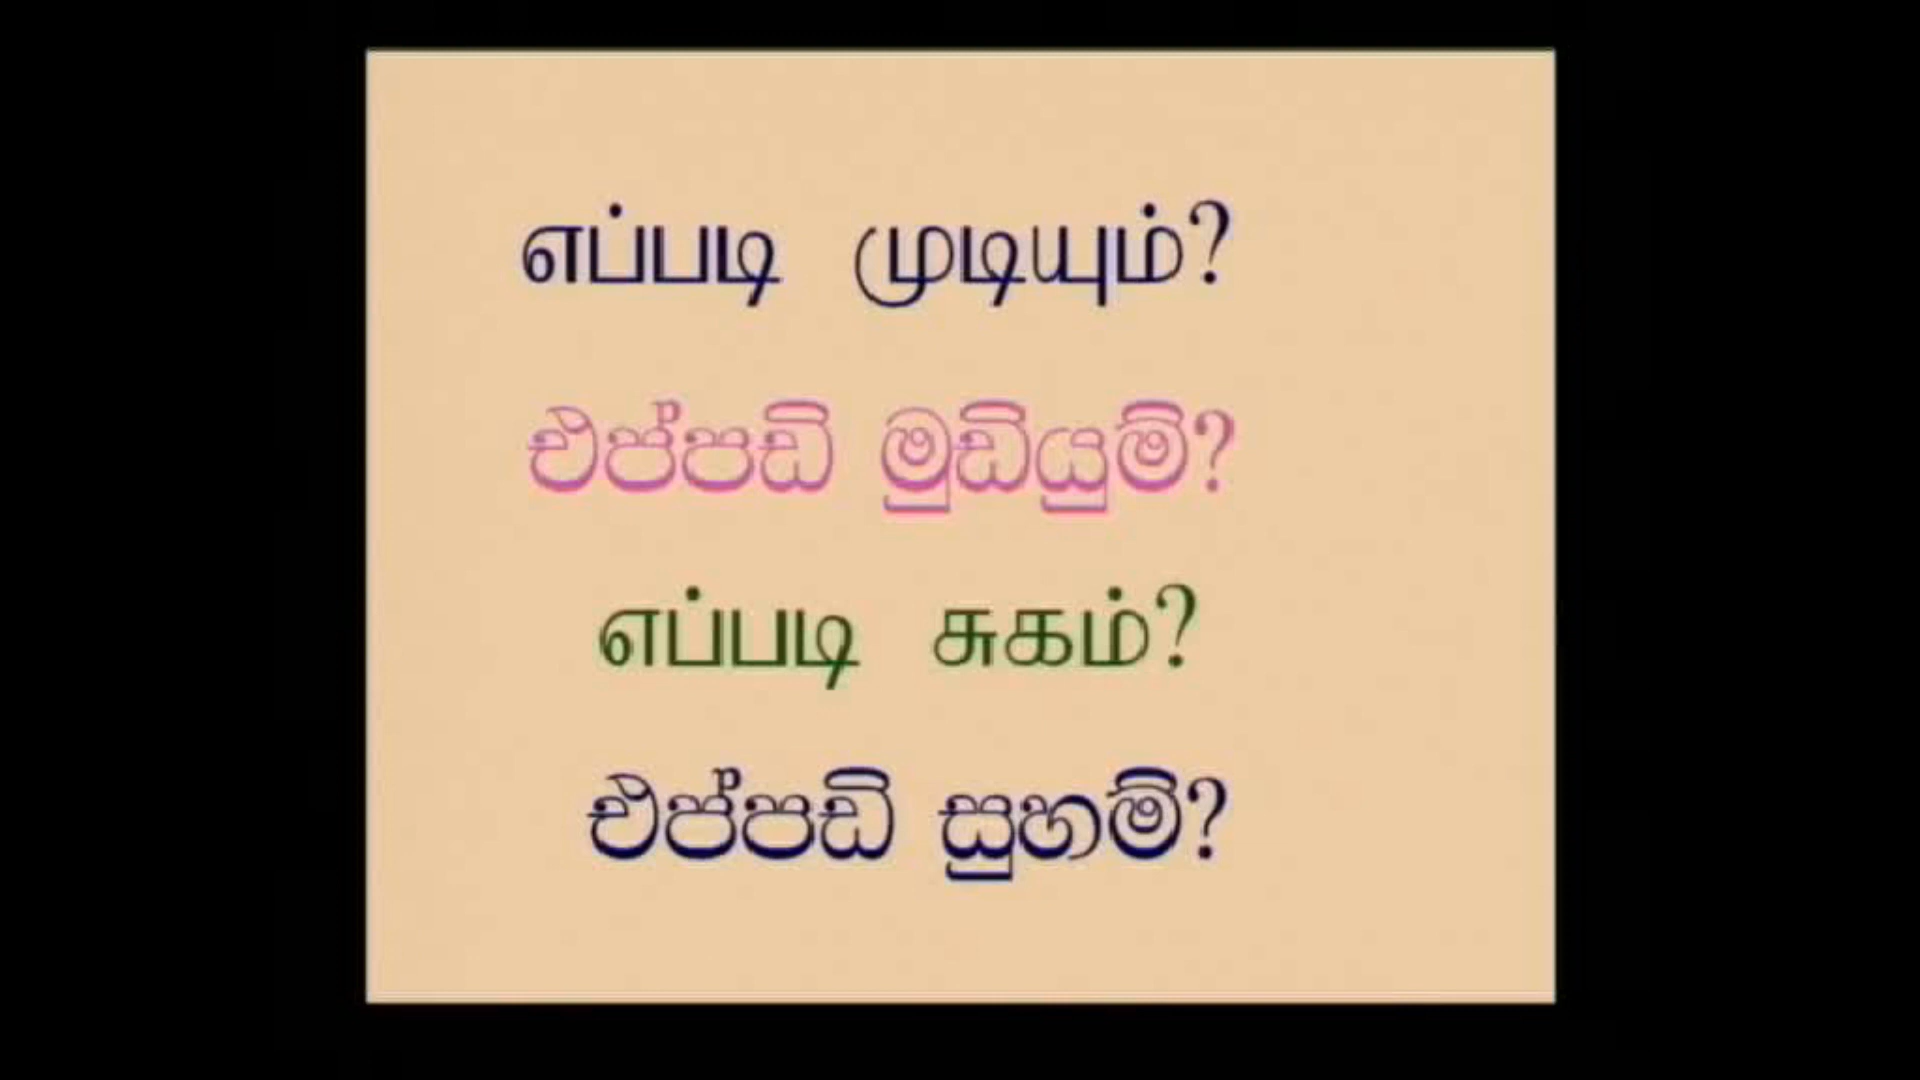 எப்படி முடியும்?
එප්පඩි මුඩියුම්?
எப்படி சுகம்?
එප්පඩි සුහම්?